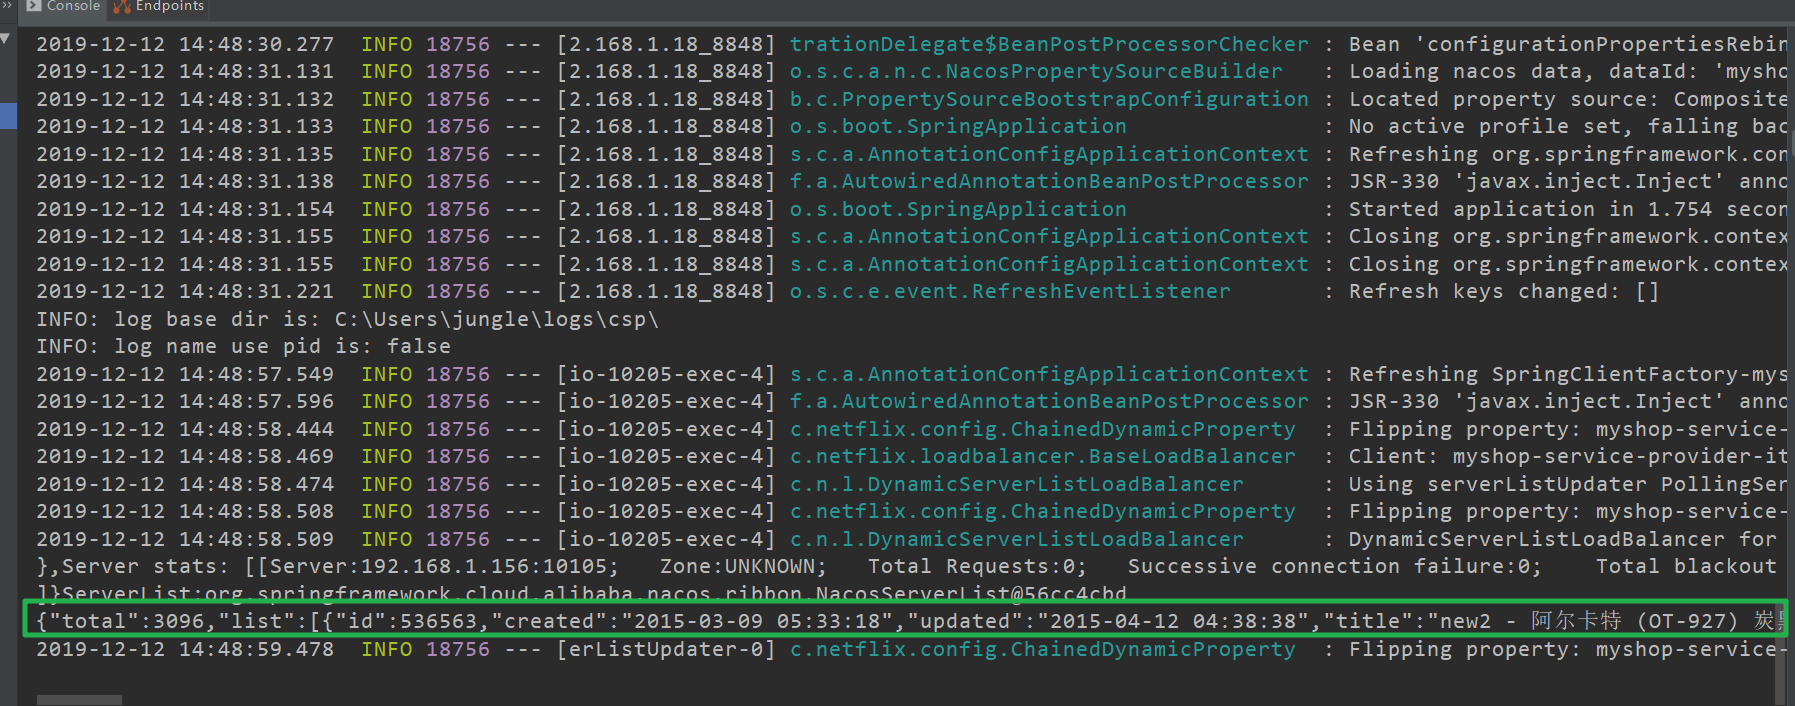 Console Endpoints
2019-12-12 14:48:30.277 INFO 18756 --- [2.168.1.18_8848] trationDelegate$BeanPostProcessorChecker : Bean 'configurationPropertiesRebin
2019-12-12 14:48:31.131 INFO 18756 --- [2.168.1.18_8848] o.s.c.a.n.c.NacosPropertySourceBuilder : Loading nacos data, dataId: 'mysho
2019-12-12 14:48:31.132 INFO 18756 --- [2.168.1.18_8848] b.c.PropertySourceBootstrapConfiguration : Located property source: Composite
2019-12-12 14:48:31.133 INFO 18756 --- [2.168.1.18_8848] o.s.boot.SpringApplication : No active profile set, falling bac
2019-12-12 14:48:31.135 INFO 18756 --- [2.168.1.18_8848] s.c.a.AnnotationConfigApplicationContext : Refreshing org.springframework.con
2019-12-12 14:48:31.138 INFO 18756 --- [2.168.1.18_8848] f.a.AutowiredAnnotationBeanPostProcessor : JSR-330 'javax.inject.Inject' anno
2019-12-12 14:48:31.154 INFO 18756 --- [2.168.1.18_8848] o.s.boot.SpringApplication : Started application in 1.754 secon
2019-12-12 14:48:31.155 INFO 18756 --- [2.168.1.18_8848] s.c.a.AnnotationConfigApplicationContext : Closing org.springframework.contex
2019-12-12 14:48:31.155 INFO 18756 --- [2.168.1.18_8848] s.c.a.AnnotationConfigApplicationContext : Closing org.springframework.contex
2019-12-12 14:48:31.221 INFO 18756 --- [2.168.1.18_8848] o.s.c.e.event.RefreshEventListener : Refresh keys changed: []
INFO: log base dir is: C:\Users\jungle\logs\csp\
INFO: log name use pid is: false
2019-12-12 14:48:57.549 INFO 18756 --- [io-10205-exec-4] s.c.a.AnnotationConfigApplicationContext : Refreshing SpringClientFactory-mys
2019-12-12 14:48:57.596 INFO 18756 --- [io-10205-exec-4] f.a.AutowiredAnnotationBeanPostProcessor : JSR-330 'javax.inject.Inject' anno
2019-12-12 14:48:58.444 INFO 18756 --- [io-10205-exec-4] c.netflix.config.ChainedDynamicProperty : Flipping property: myshop-service-
2019-12-12 14:48:58.469 INFO 18756 --- [io-10205-exec-4] c.netflix.loadbalancer.BaseLoadBalancer : Client: myshop-service-provider-it
2019-12-12 14:48:58.474 INFO 18756 --- [io-10205-exec-4] c.n.l.DynamicServerListLoadBalancer : Using serverListUpdater PollingSer
2019-12-12 14:48:58.508 INFO 18756 --- [io-10205-exec-4] c.netflix.config.ChainedDynamicProperty : Flipping property: myshop-service-
2019-12-12 14:48:58.509 INFO 18756 --- [io-10205-exec-4] c.n.l.DynamicServerListLoadBalancer : DynamicServerListLoadBalancer for
},Server stats: [[Server:192.168.1.156:10105; Zone:UNKNOWN; Total Requests:0; Successive connection failure:0; Total blackout
]}ServerList:org.springframework.cloud.alibaba.nacos.ribbon.NacosServerList@56cc4cbd
{"total":3096,"list":[{"id":536563,"created":"2015-03-09 05:33:18","updated":"2015-04-12 04:38:38","title":"new2 - 阿尔卡特 (OT-927) 炭黑
2019-12-12 14:48:59.478 INFO 18756 --- [erListUpdater-0] c.netflix.config.ChainedDynamicProperty : Flipping property: myshop-service-